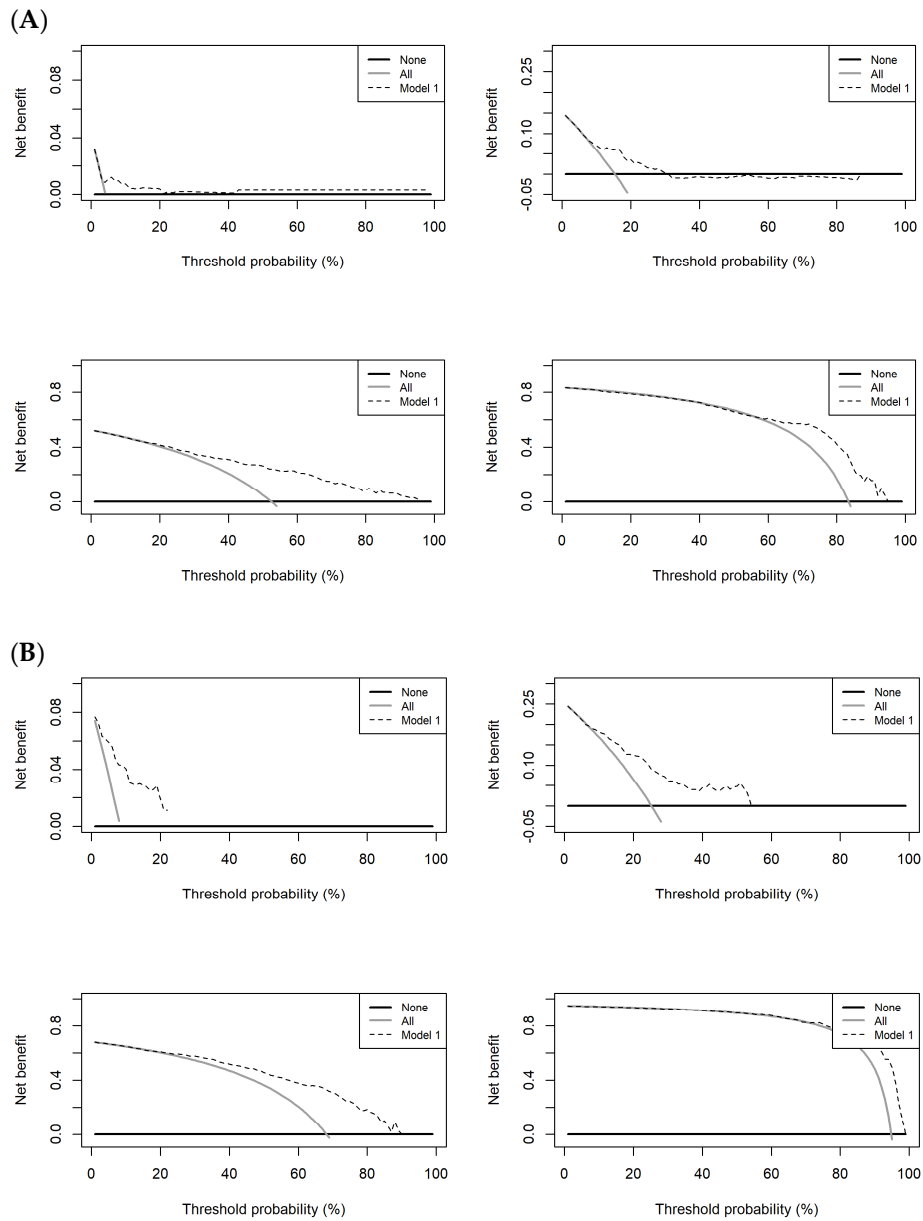 (A)
None
All
Model 1
Net benefit
0.00 0.04 0.08
0 20 40 60 80 100
Threshold probability (%)
None
All
Model 1
Net benefit
-0.05 0.10 0.25
0 20 40 60 80 100
Threshold probability (%)
None
All
Model 1
Net benefit
0.0 0.4 0.8
0 20 40 60 80 100
Threshold probability (%)
None
All
Model 1
Net benefit
0.0 0.4 0.8
0 20 40 60 80 100
Threshold probability (%)
(B)
None
All
Model 1
Net benefit
0.00 0.04 0.08
0 20 40 60 80 100
Threshold probability (%)
None
All
Model 1
Net benefit
-0.05 0.10 0.25
0 20 40 60 80 100
Threshold probability (%)
None
All
Model 1
Net benefit
0.0 0.4 0.8
0 20 40 60 80 100
Threshold probability (%)
None
All
Model 1
Net benefit
0.0 0.4 0.8
0 20 40 60 80 100
Threshold probability (%)